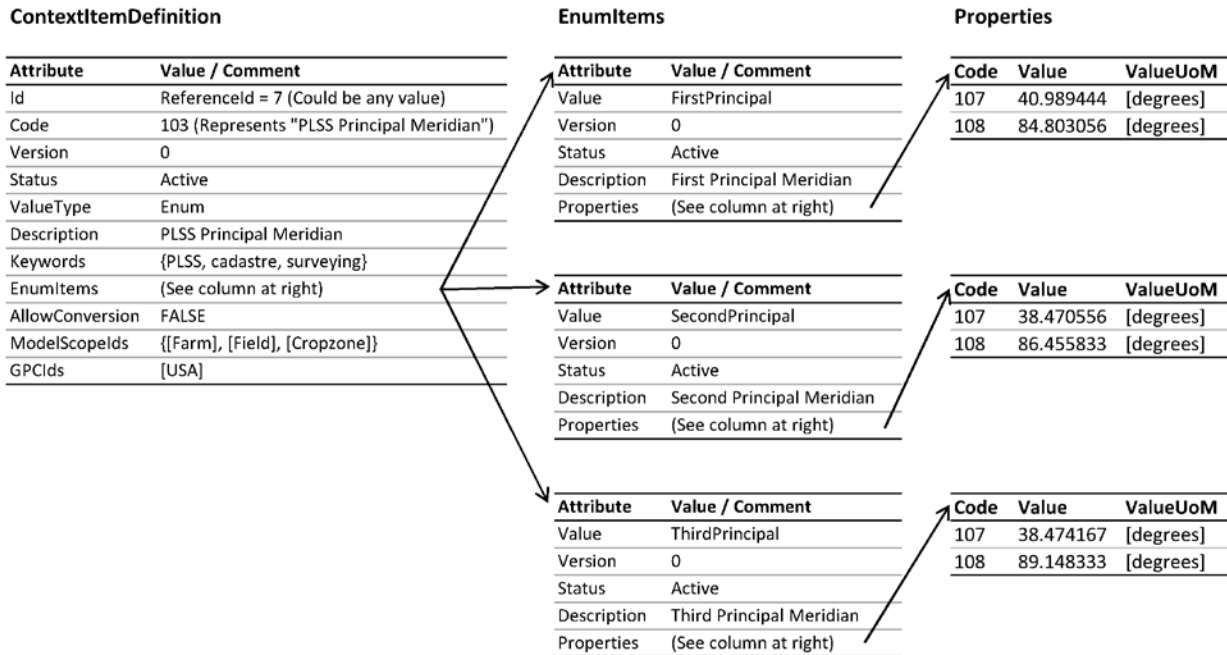 ContextItemDefinition
Attribute Value / Comment
Id ReferenceId = 7 (Could be any value)
Code 103 (Represents "PLSS Principal Meridian")
Version 0
Status Active
ValueType Enum
Description PLSS Principal Meridian
Keywords {PLSS, cadastre, surveying}
EnumItems (See column at right)
AllowConversion FALSE
ModelScopeIds {[Farm], [Field], [Cropzone]}
GPCIds [USA]
EnumItems
Attribute Value / Comment
Value FirstPrincipal
Version 0
Status Active
Description First Principal Meridian
Properties (See column at right)
Attribute Value / Comment
Value SecondPrincipal
Version 0
Status Active
Description Second Principal Meridian
Properties (See column at right)
Attribute Value / Comment
Value ThirdPrincipal
Version 0
Status Active
Description Third Principal Meridian
Properties (See column at right)
Properties
Code Value ValueUoM
107 40.989444 [degrees]
108 84.803056 [degrees]
Code Value ValueUoM
107 38.470556 [degrees]
108 86.455833 [degrees]
Code Value ValueUoM
107 38.474167 [degrees]
108 89.148333 [degrees]